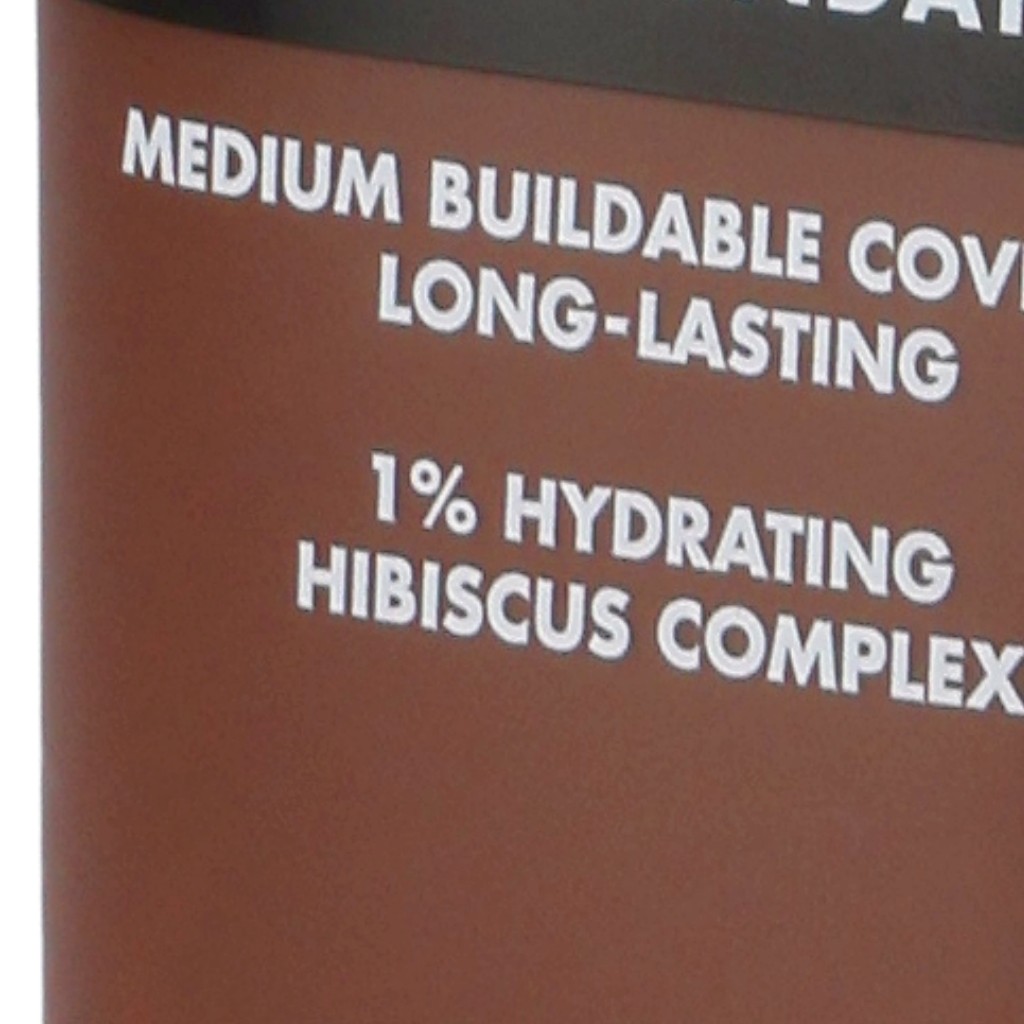 MEDIUM BUILDABLE
LONG-LASTING
1% HYDRATING
HIBISCUS COMPLEX